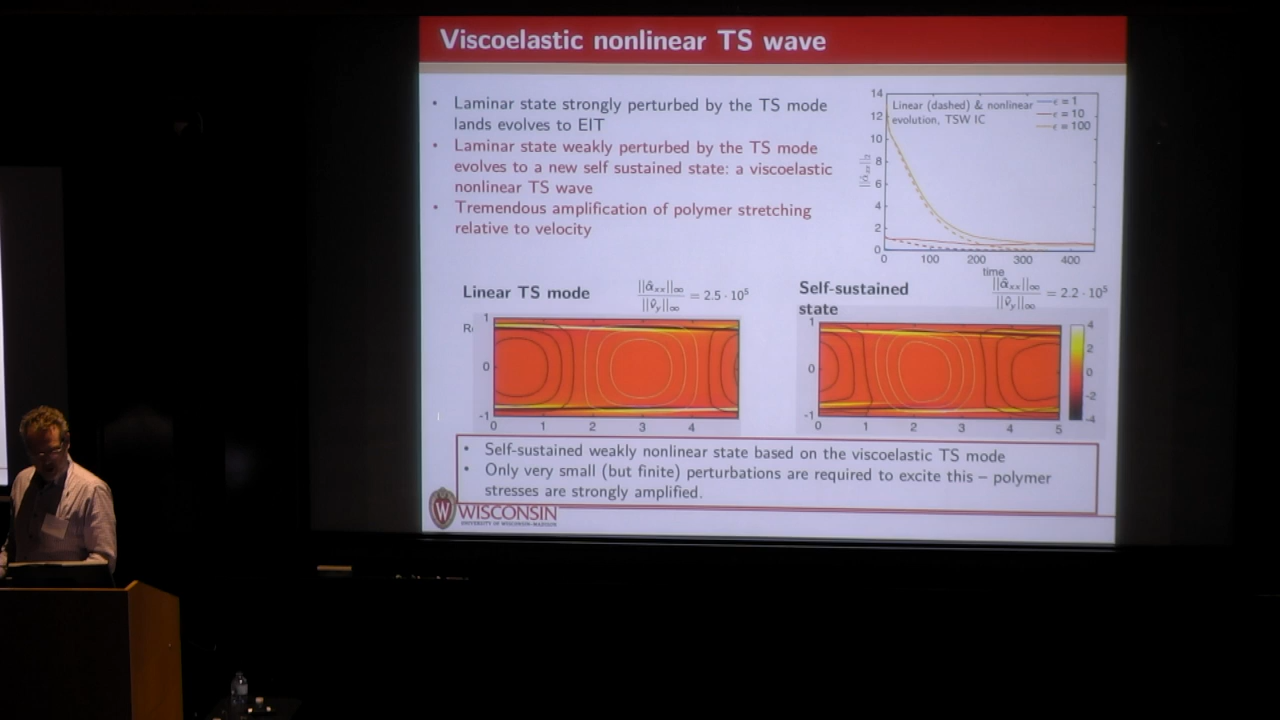 Viscoelastic nonlinear TS wave
• Laminar state strongly perturbed by the TS mode
lands evolves to EIT
• Laminar state weakly perturbed by the TS mode
evolves to a new self sustained state: a viscoelastic
nonlinear TS wave
• Tremendous amplification of polymer stretching
relative to velocity
Linear (dashed) & nonlinear
evolution, TSW IC
ϵ = 1
ϵ = 10
ϵ = 100
14
12
10
8
6
4
2
0
0 100 200 300 400
time
Linear TS mode
||α̂ₓₓ||∞ / ||v̂ᵧ||∞ = 2.5 · 10⁵
Self-sustained
state
||α̂ₓₓ||∞ / ||v̂ᵧ||∞ = 2.2 · 10⁵
1
0
-1
0 1 2 3 4
1
0
-1
0 1 2 3 4 5
4
2
0
-2
-4
• Self-sustained weakly nonlinear state based on the viscoelastic TS mode
• Only very small (but finite) perturbations are required to excite this – polymer
stresses are strongly amplified.
W WISCONSIN
UNIVERSITY OF WISCONSIN-MADISON